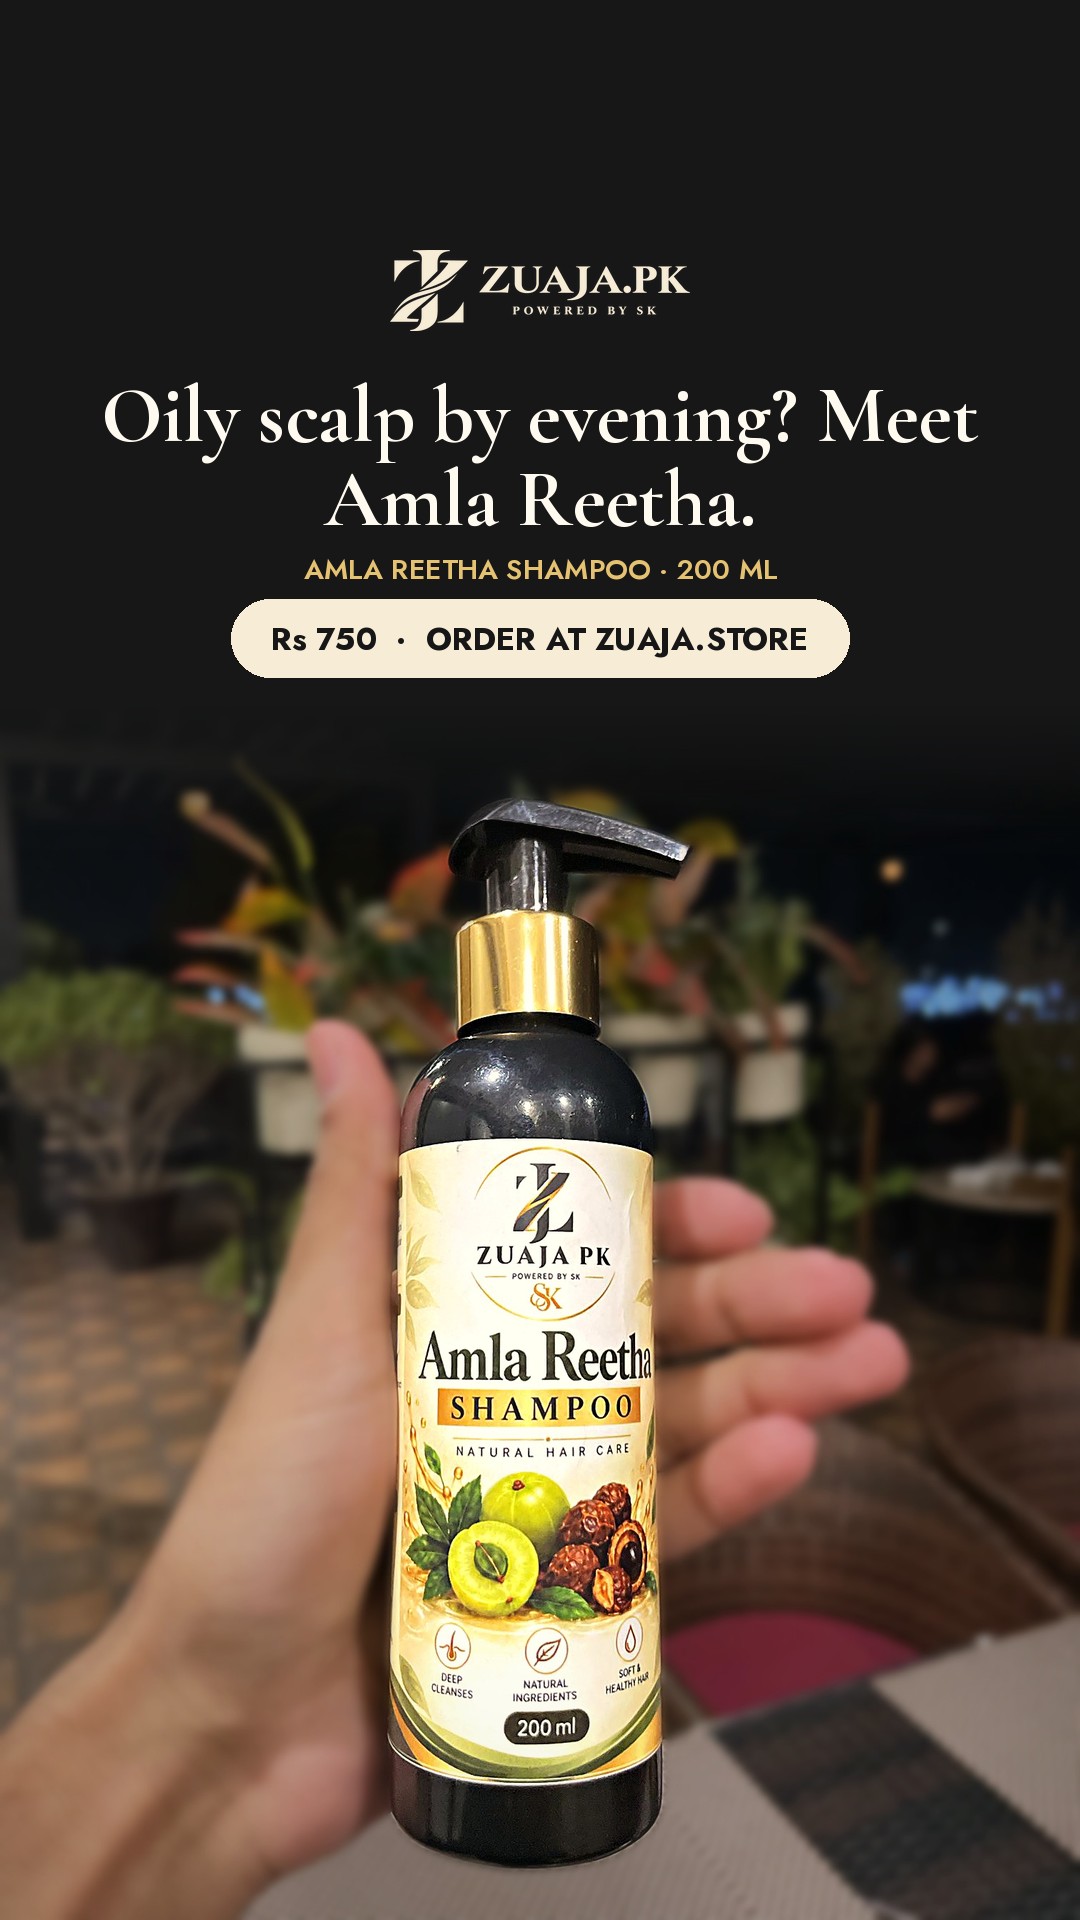 ZUAJA.PK
POWERED BY SK
Oily scalp by evening? Meet
Amla Reetha.
AMLA REETHA SHAMPOO · 200 ML
Rs 750 · ORDER AT ZUAJA.STORE
ZUAJA PK
POWERED BY SK
SK
Amla Reetha
SHAMPOO
NATURAL HAIR CARE
DEEP
CLEANSES
NATURAL
INGREDIENTS
SOFT &
HEALTHY HAIR
200 ml